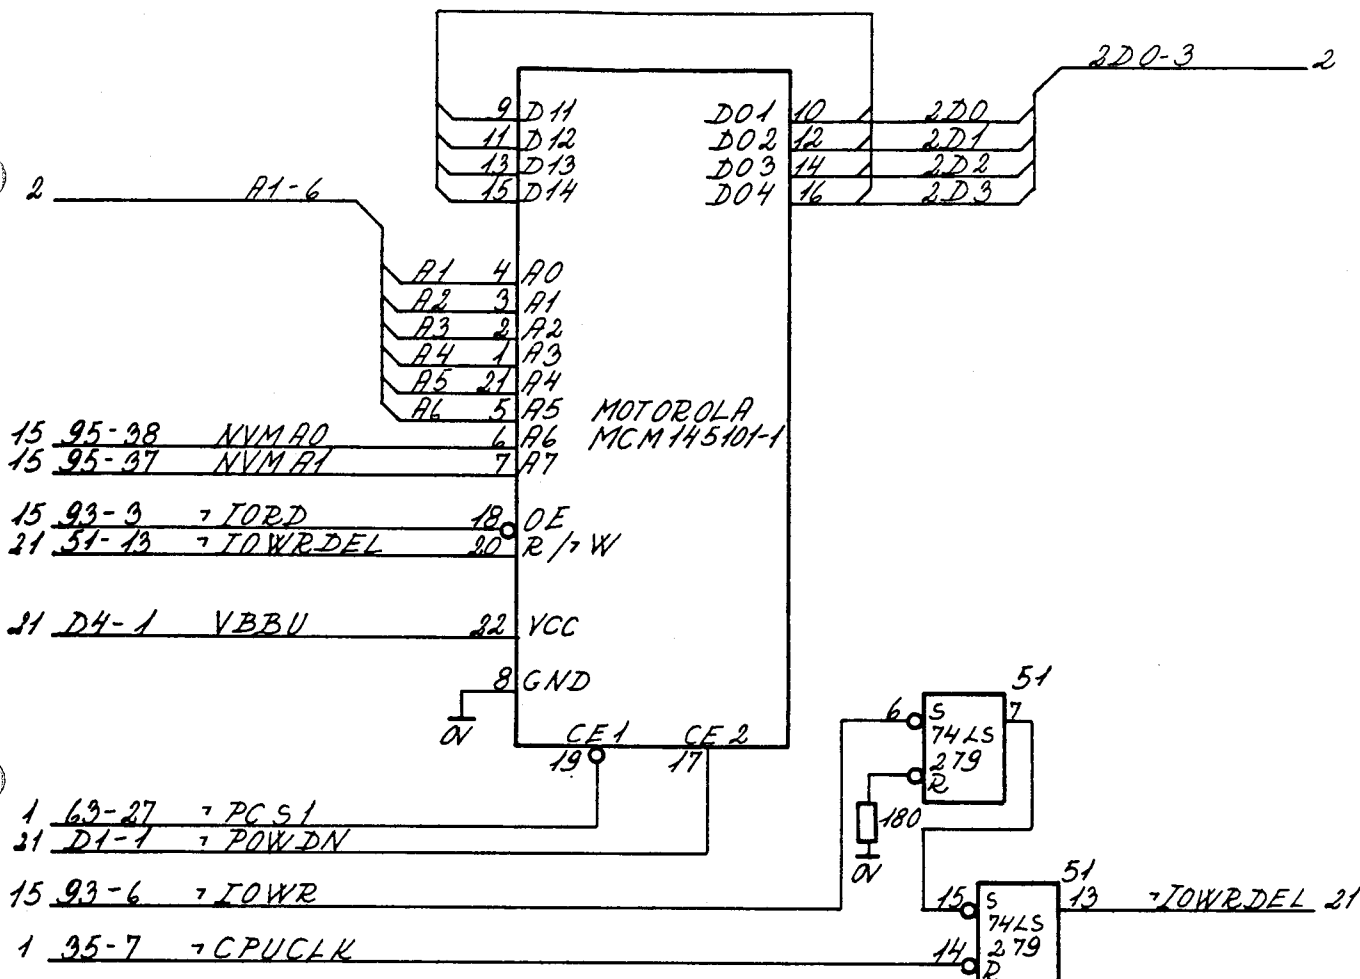 2D0-3 2
9 D11 DO1 10 2D0
11 D12 DO2 12 2D1
13 D13 DO3 14 2D2
15 D14 DO4 16 2D3
2 A1-6
A1 4 A0
A2 3 A1
A3 2 A2
A4 1 A3
A5 21 A4
A6 5 A5
MOTOROLA
MCM145101-1
15 95-38 NVMA0 6 A6
15 95-37 NVMA1 7 A7
15 93-3 ¬IORD 18 OE
21 51-13 ¬IOWRDEL 20 R/¬W
21 D4-1 VBBU 22 VCC
8 GND
0V
CE1 CE2
19 17
51
6 S 7
74LS
279
R
180
0V
1 63-27 ¬PCS1
21 D1-1 ¬POWDN
15 93-6 ¬IOWR
1 35-7 ¬CPUCLK
51
15 S 13 ¬IOWRDEL 21
74LS
279
14 R